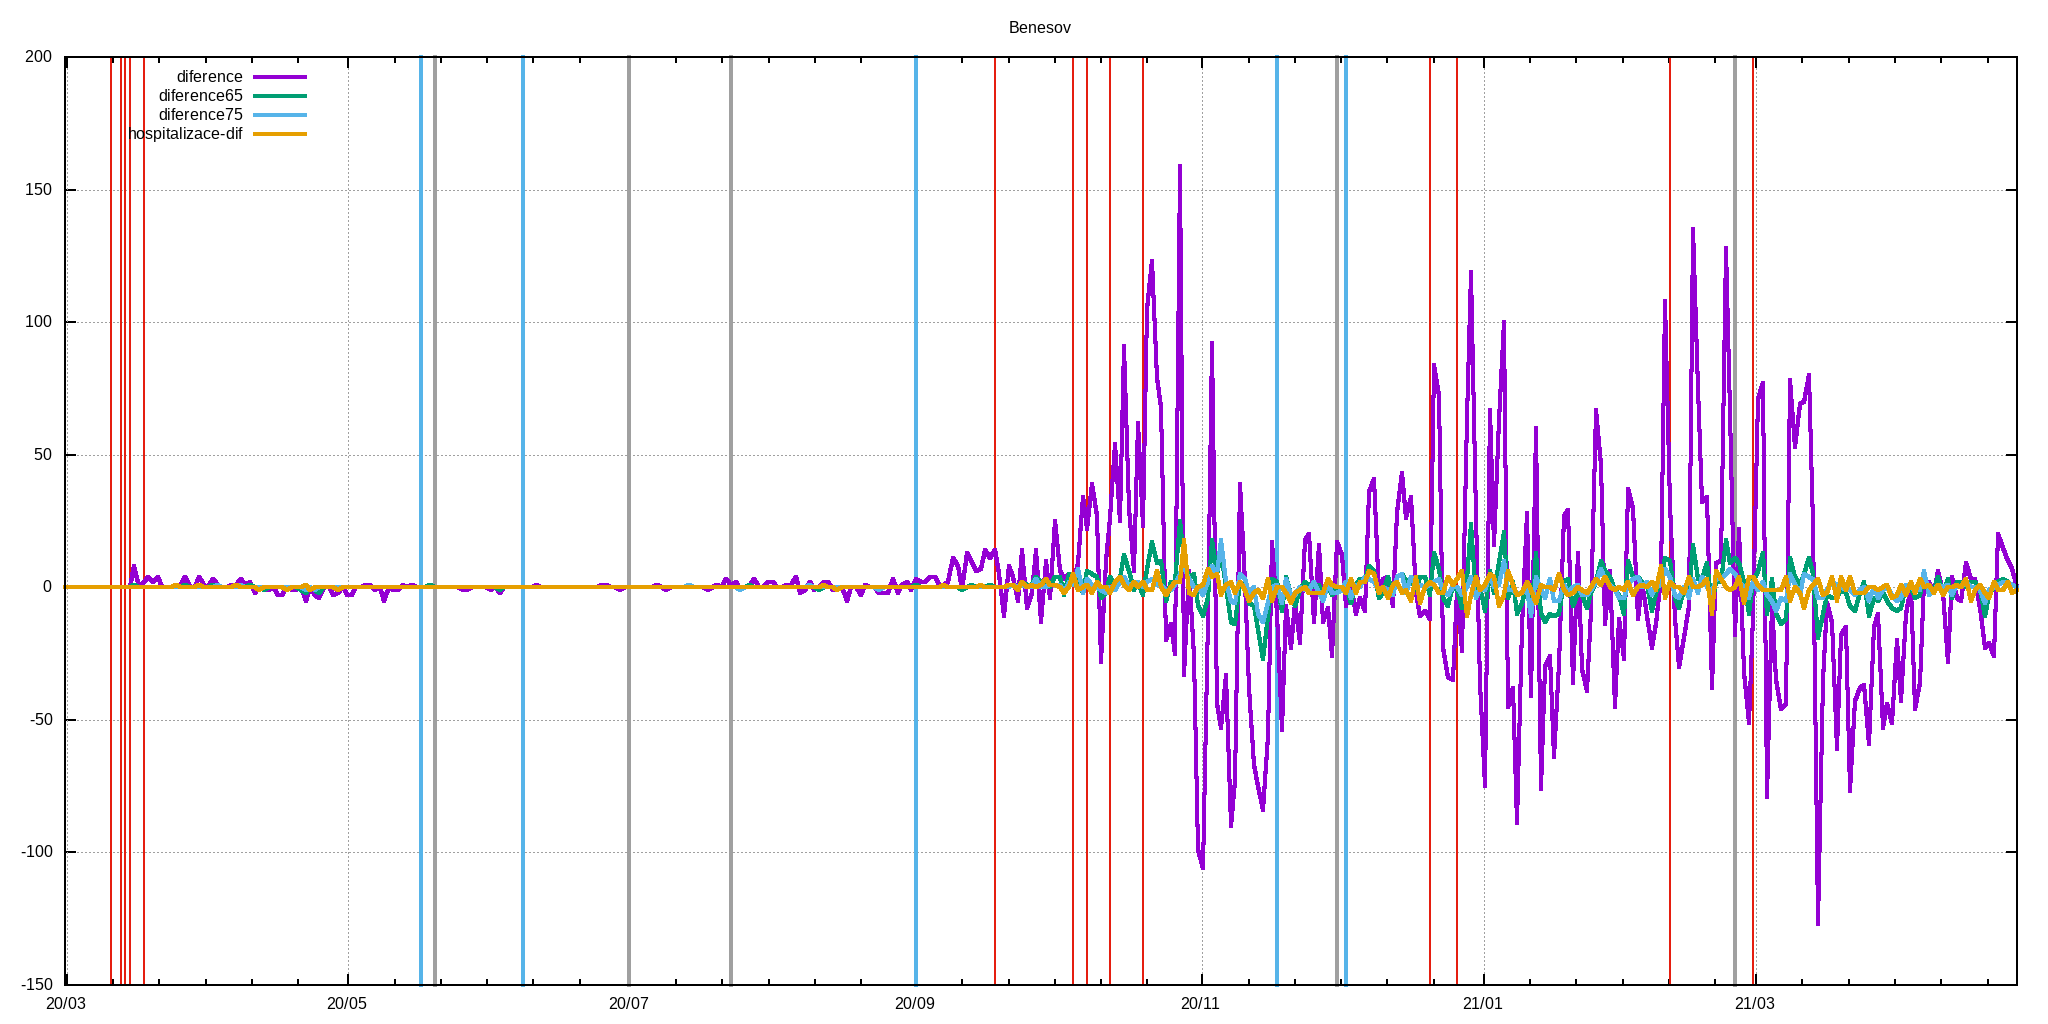 Benesov
200
150
100
50
0
-50
-100
-150
diference
diference65
diference75
hospitalizace-dif
20/03 20/05 20/07 20/09 20/11 21/01 21/03